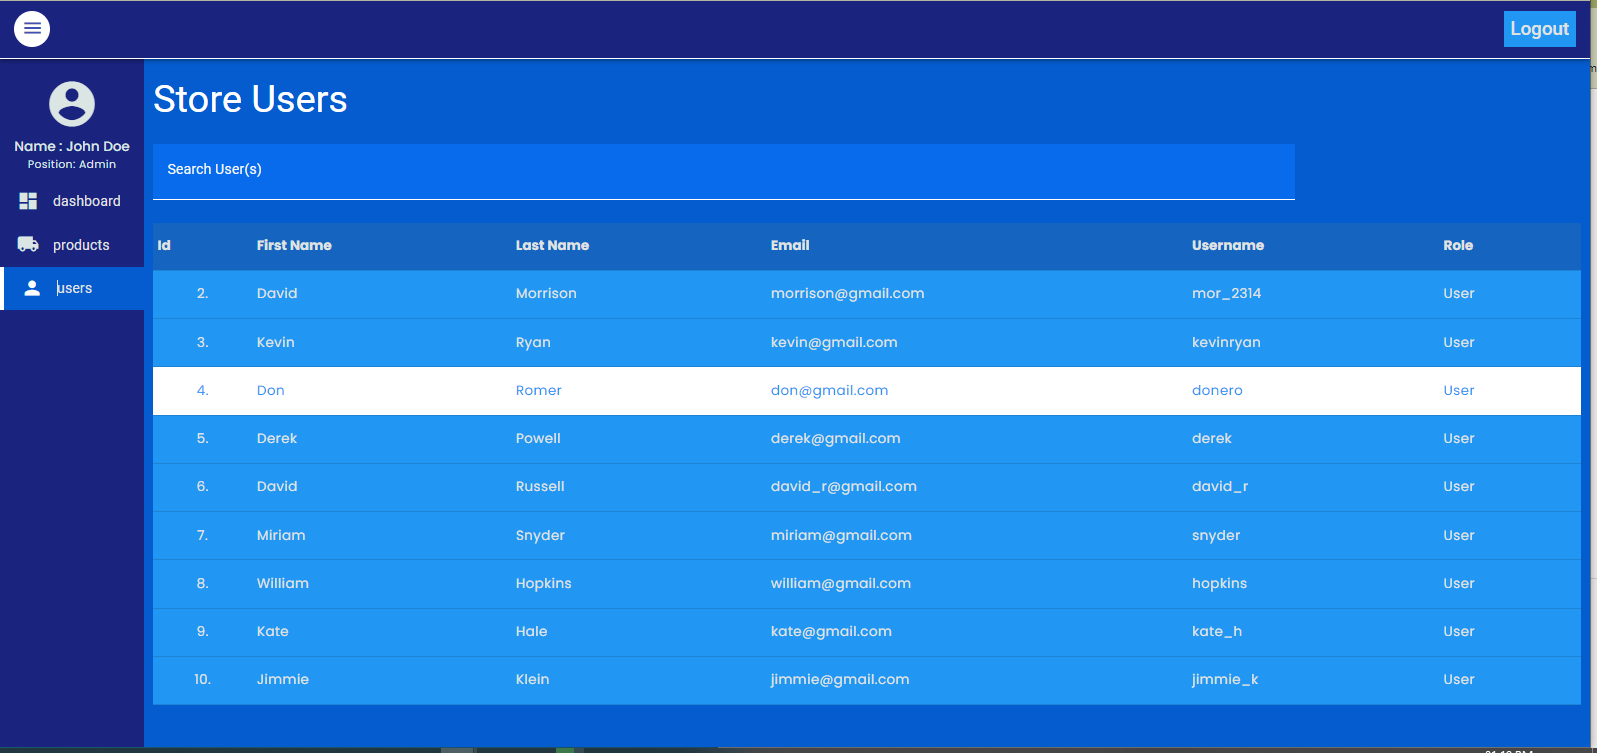 Logout
Store Users
Name : John Doe
Position: Admin
Search User(s)
dashboard
products
users
Id First Name Last Name Email Username Role
2. David Morrison morrison@gmail.com mor_2314 User
3. Kevin Ryan kevin@gmail.com kevinryan User
4. Don Romer don@gmail.com donero User
5. Derek Powell derek@gmail.com derek User
6. David Russell david_r@gmail.com david_r User
7. Miriam Snyder miriam@gmail.com snyder User
8. William Hopkins william@gmail.com hopkins User
9. Kate Hale kate@gmail.com kate_h User
10. Jimmie Klein jimmie@gmail.com jimmie_k User